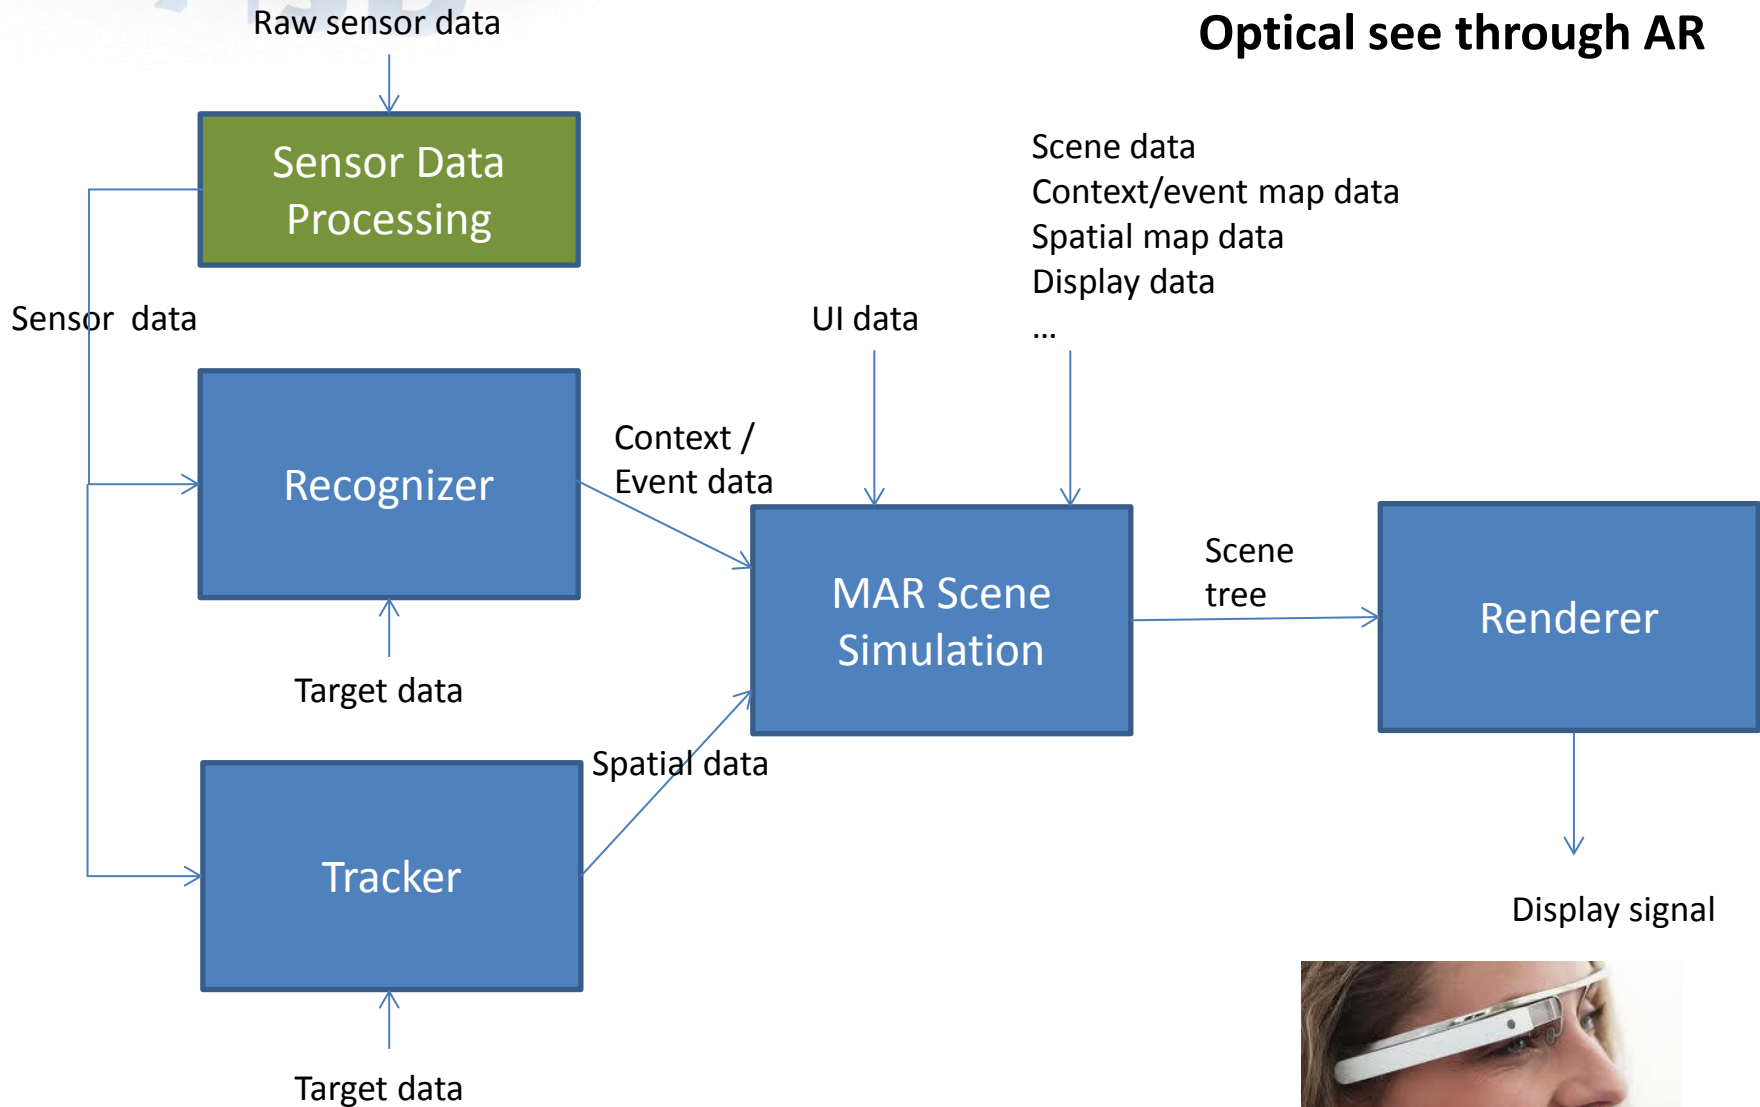 Optical see through AR
Raw sensor data
Sensor Data
Processing
Scene data
Context/event map data
Spatial map data
Display data
…
Sensor data
UI data
Recognizer
Context /
Event data
Target data
MAR Scene
Simulation
Scene
tree
Renderer
Tracker
Spatial data
Target data
Display signal